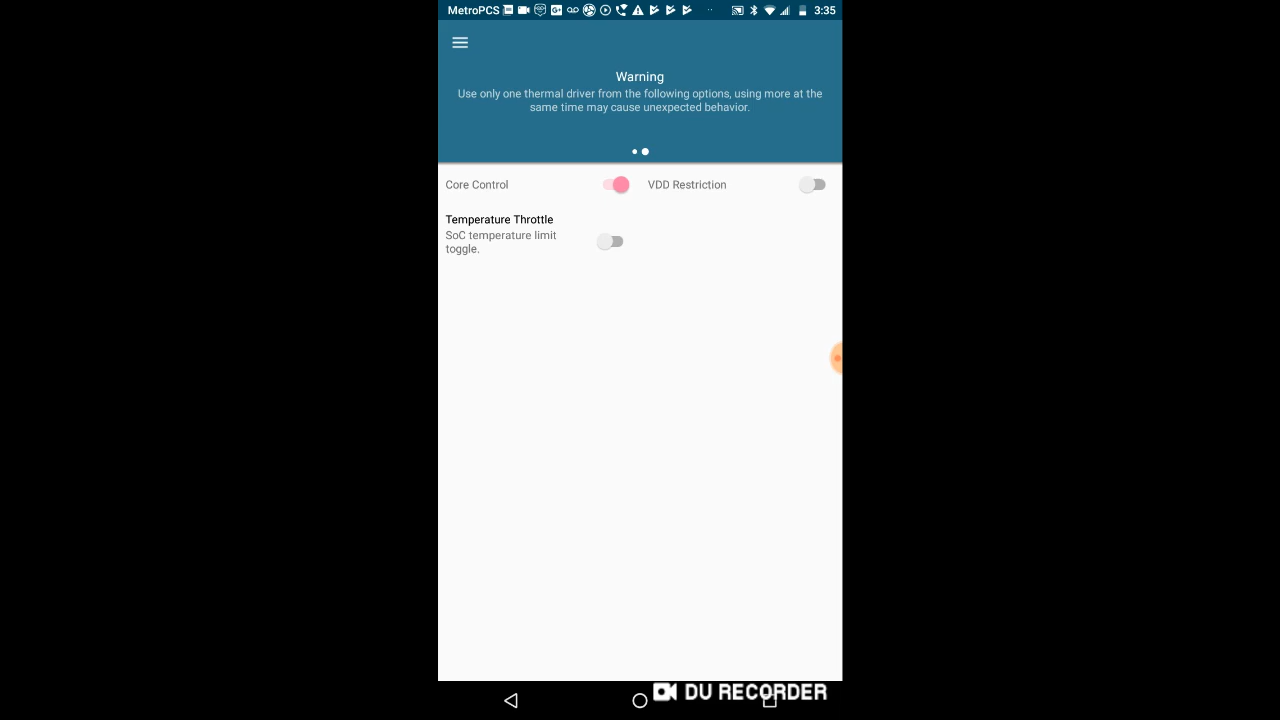 MetroPCS 3:35
Warning
Use only one thermal driver from the following options, using more at the
same time may cause unexpected behavior.
Core Control
VDD Restriction
Temperature Throttle
SoC temperature limit
toggle.
DU RECORDER